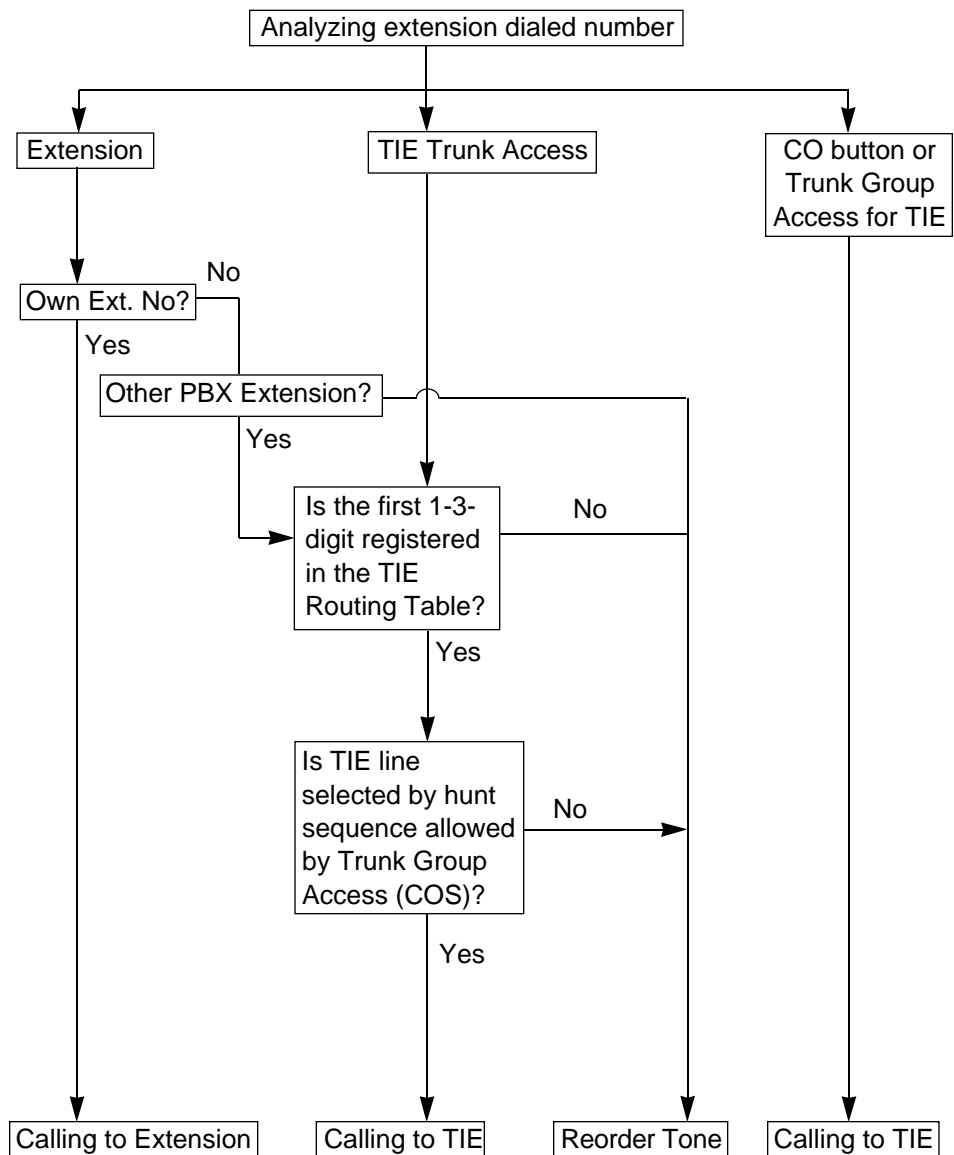 Analyzing extension dialed number
Extension
TIE Trunk Access
CO button or
Trunk Group
Access for TIE
No
Own Ext. No?
Yes
Other PBX Extension?
Yes
Is the first 1-3-
digit registered
in the TIE
Routing Table?
No
Yes
Is TIE line
selected by hunt
sequence allowed
by Trunk Group
Access (COS)?
No
Yes
Calling to Extension
Calling to TIE
Reorder Tone
Calling to TIE